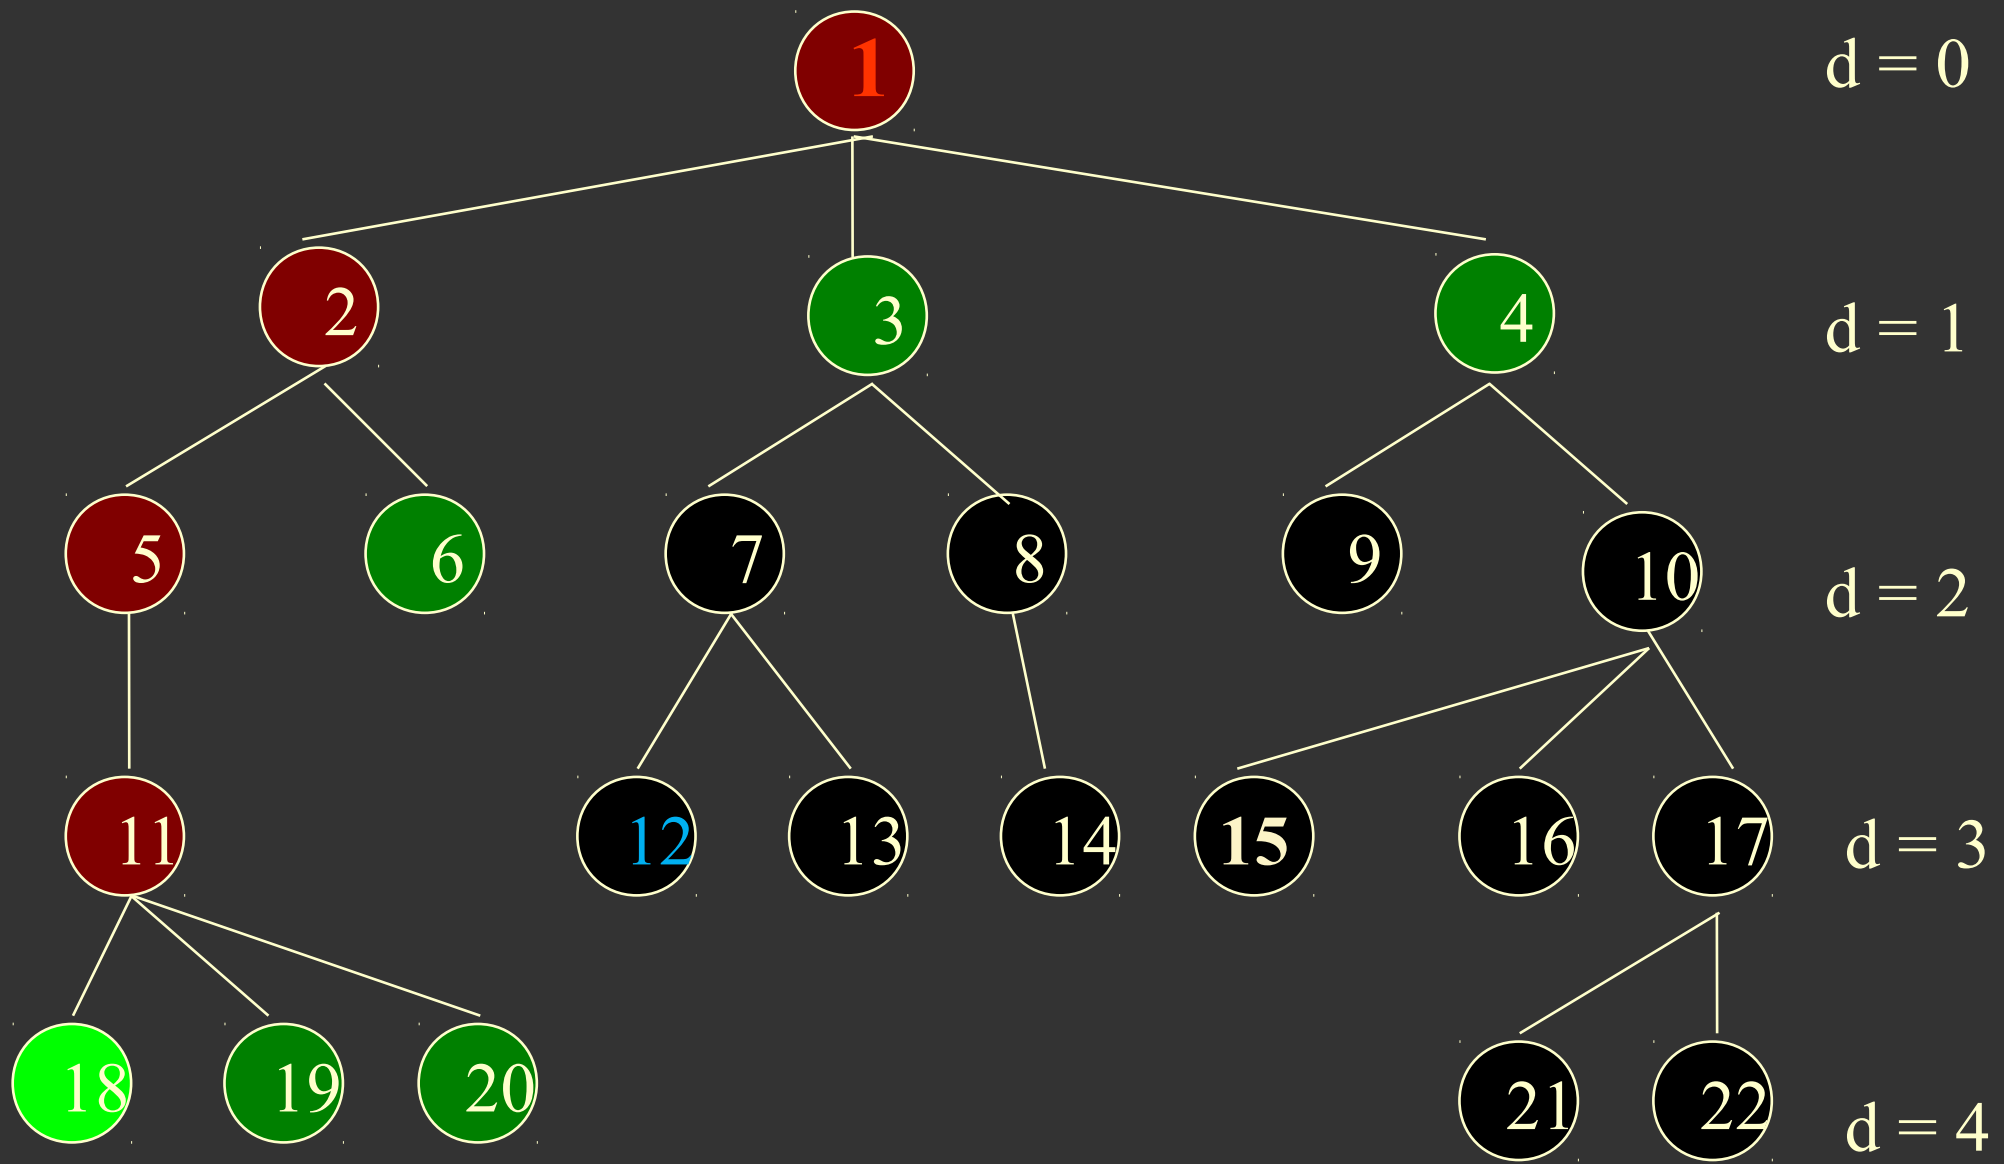 1 d = 0
2 3 4 d = 1
5 6 7 8 9 10 d = 2
11 12 13 14 15 16 17 d = 3
18 19 20 21 22 d = 4